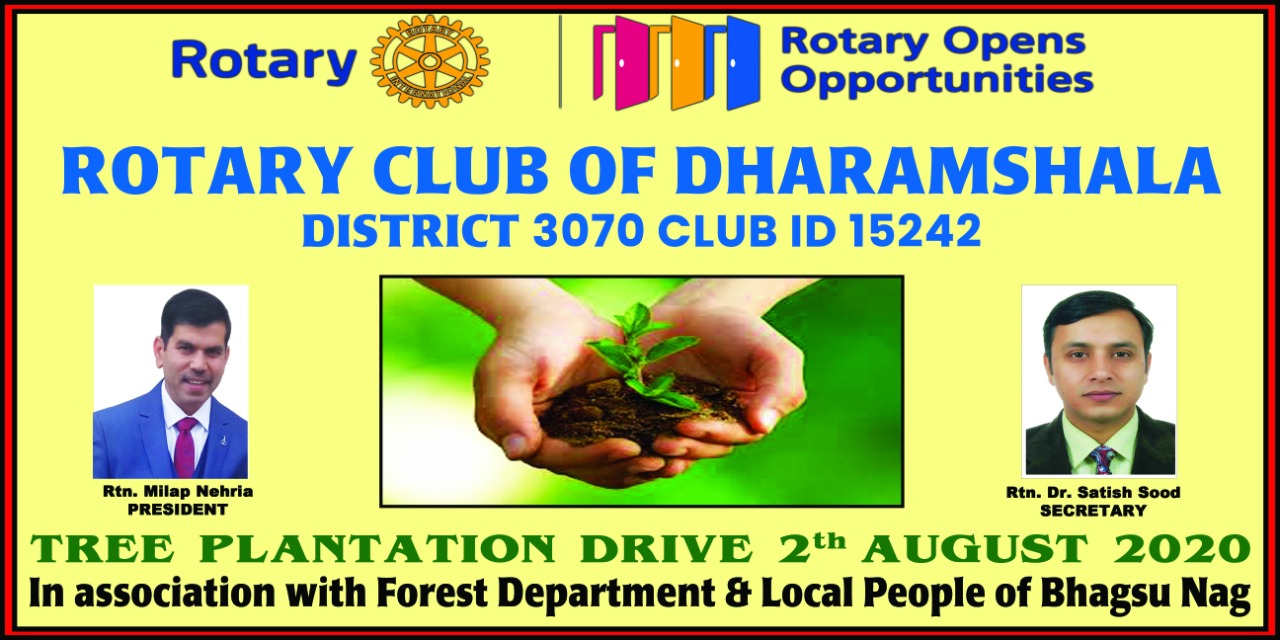 Rotary
ROTARY
INTERNATIONAL
Rotary Opens
Opportunities
ROTARY CLUB OF DHARAMSHALA
DISTRICT 3070 CLUB ID 15242
Rtn. Milap Nehria
PRESIDENT
Rtn. Dr. Satish Sood
SECRETARY
TREE PLANTATION DRIVE 2th AUGUST 2020
In association with Forest Department & Local People of Bhagsu Nag